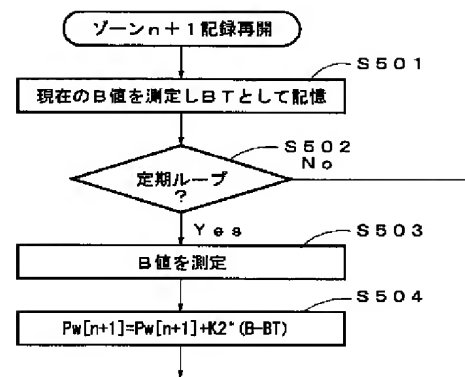 ゾーンn+1記録再開
S501
現在のB値を測定しBTとして記憶
S502
No
定期ループ
?
Yes
S503
B値を測定
S504
Pw[n+1]=Pw[n+1]+K2*(B-BT)